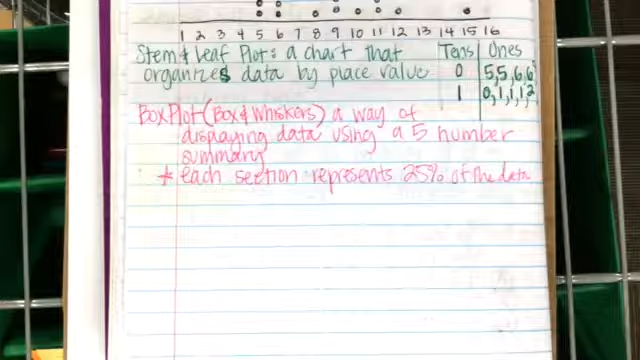 1 2 3 4 5 6 7 8 9 10 11 12 13 14 15 16
Stem & Leaf Plot: a chart that Tens Ones
organizes data by place value 0 5,5,6,6
1 0,1,1,1,2
Box Plot (Box & Whiskers) a way of
displaying data using a 5 number
summary
* each section represents 25% of the data